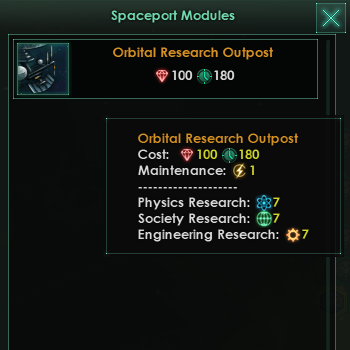 Spaceport Modules
Orbital Research Outpost
100 180
Orbital Research Outpost
Cost: 100 180
Maintenance: 1
--------------------
Physics Research: 7
Society Research: 7
Engineering Research: 7